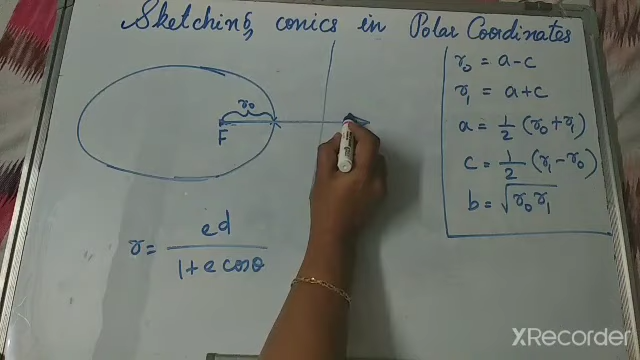 Sketching conics in Polar Coordinates
r₀ = a-c
r₁ = a+c
a = 1/2 (r₀+r₁)
c = 1/2 (r₁-r₀)
b = √r₀r₁
r₀
F
r = ed / 1+e cosθ
XRecorder